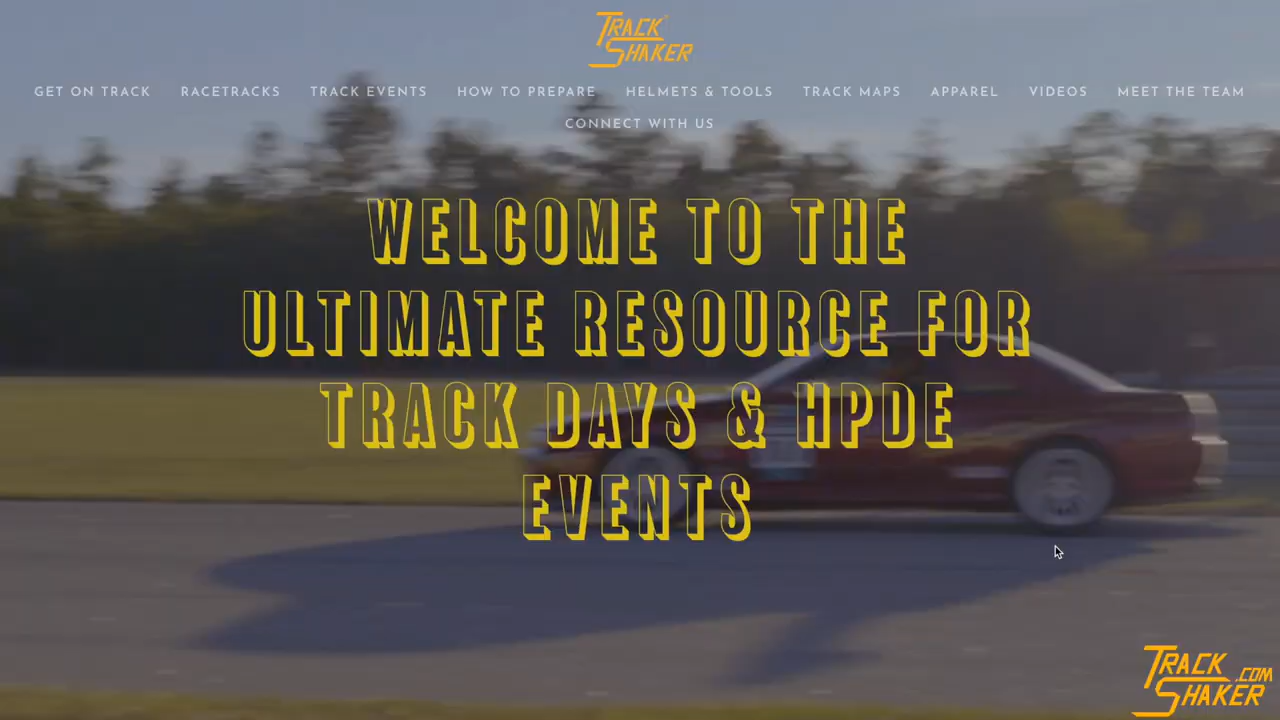 TRACK
SHAKER
GET ON TRACK RACETRACKS TRACK EVENTS HOW TO PREPARE HELMETS & TOOLS TRACK MAPS APPAREL VIDEOS MEET THE TEAM
CONNECT WITH US
WELCOME TO THE
ULTIMATE RESOURCE FOR
TRACK DAYS & HPDE
EVENTS
TRACK
SHAKER.COM